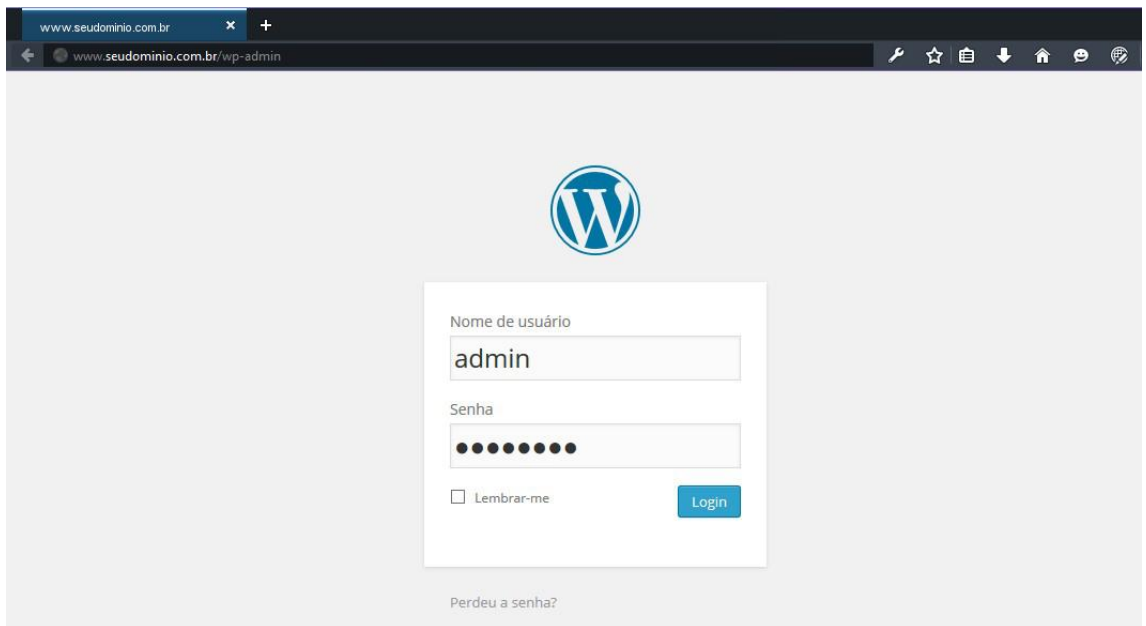 www.seudominio.com.br
www.seudominio.com.br/wp-admin
Nome de usuário
admin
Senha
••••••••
Lembrar-me
Login
Perdeu a senha?